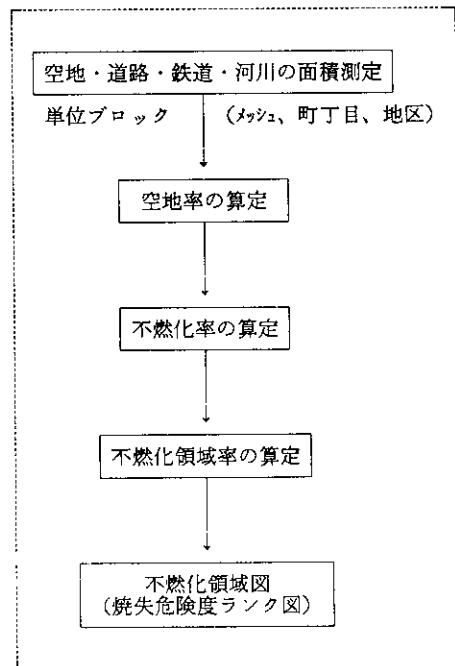 空地・道路・鉄道・河川の面積測定
単位ブロック （メッシュ、町丁目、地区）
空地率の算定
不燃化率の算定
不燃化領域率の算定
不燃化領域図
（焼失危険度ランク図）